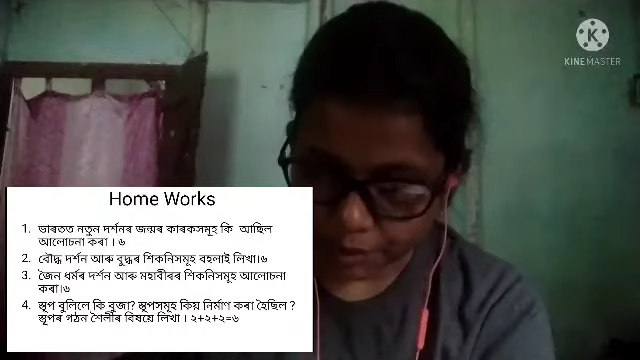 KINEMASTER
Home Works
1. ভাৰতত নতুন দৰ্শনৰ জন্মৰ কাৰকসমূহ কি আছিল
আলোচনা কৰা । ৬
2. বৌদ্ধ দৰ্শন আৰু বুদ্ধৰ শিকনিসমূহ বহলাই লিখা।৬
3. জৈন ধৰ্মৰ দৰ্শন আৰু মহাবীৰৰ শিকনিসমূহ আলোচনা
কৰা।৬
4. স্তূপ বুলিলে কি বুজা? স্তূপসমূহ কিয় নিৰ্মাণ কৰা হৈছিল ?
স্তূপৰ গঠন শৈলীৰ বিষয়ে লিখা । ২+২+২=৬